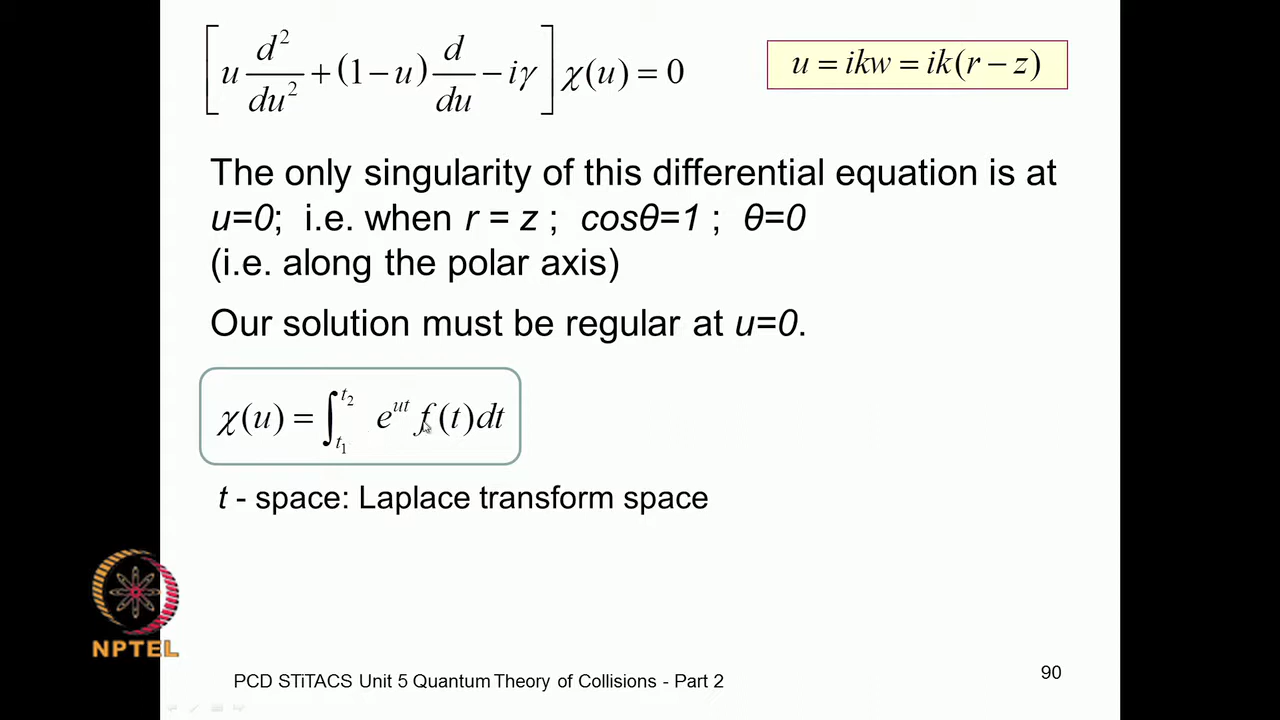 [u d²/du² + (1−u) d/du − iγ] χ(u) = 0
u = ikw = ik(r − z)
The only singularity of this differential equation is at
u=0; i.e. when r = z ; cosθ=1 ; θ=0
(i.e. along the polar axis)
Our solution must be regular at u=0.
χ(u) = ∫_{t₁}^{t₂} e^{ut} f(t)dt
t - space: Laplace transform space
NPTEL
PCD STiTACS Unit 5 Quantum Theory of Collisions - Part 2
90